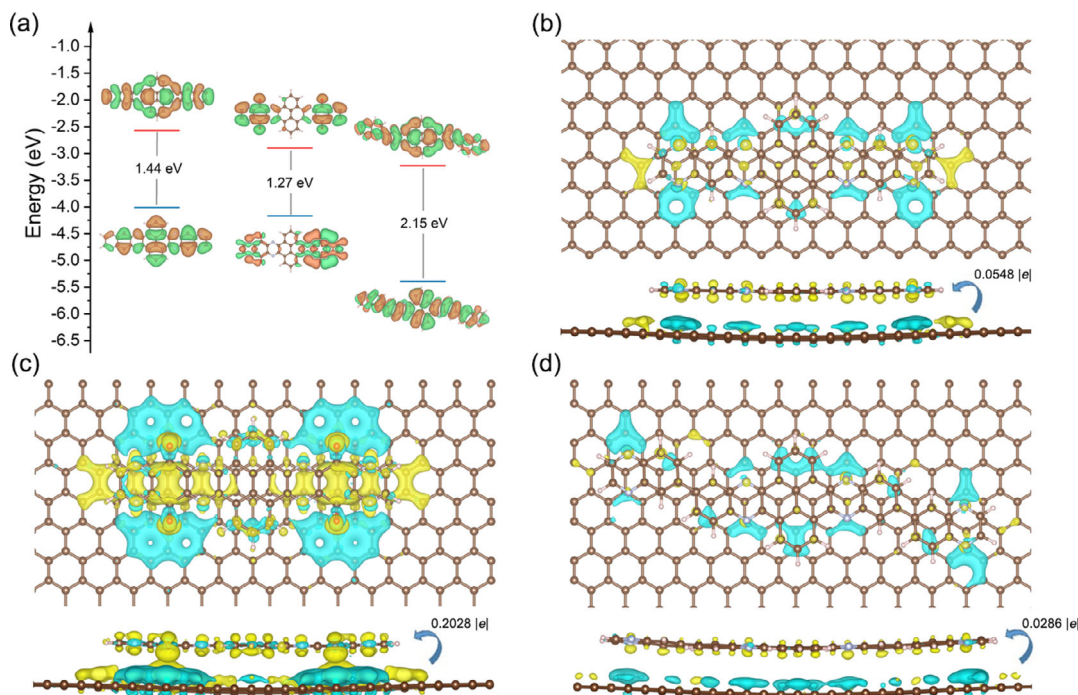 (a)
Energy (eV)
-1.0
-1.5
-2.0
-2.5
-3.0
-3.5
-4.0
-4.5
-5.0
-5.5
-6.0
-6.5
1.44 eV
1.27 eV
2.15 eV
(b)
0.0548 |e|
(c)
0.2028 |e|
(d)
0.0286 |e|